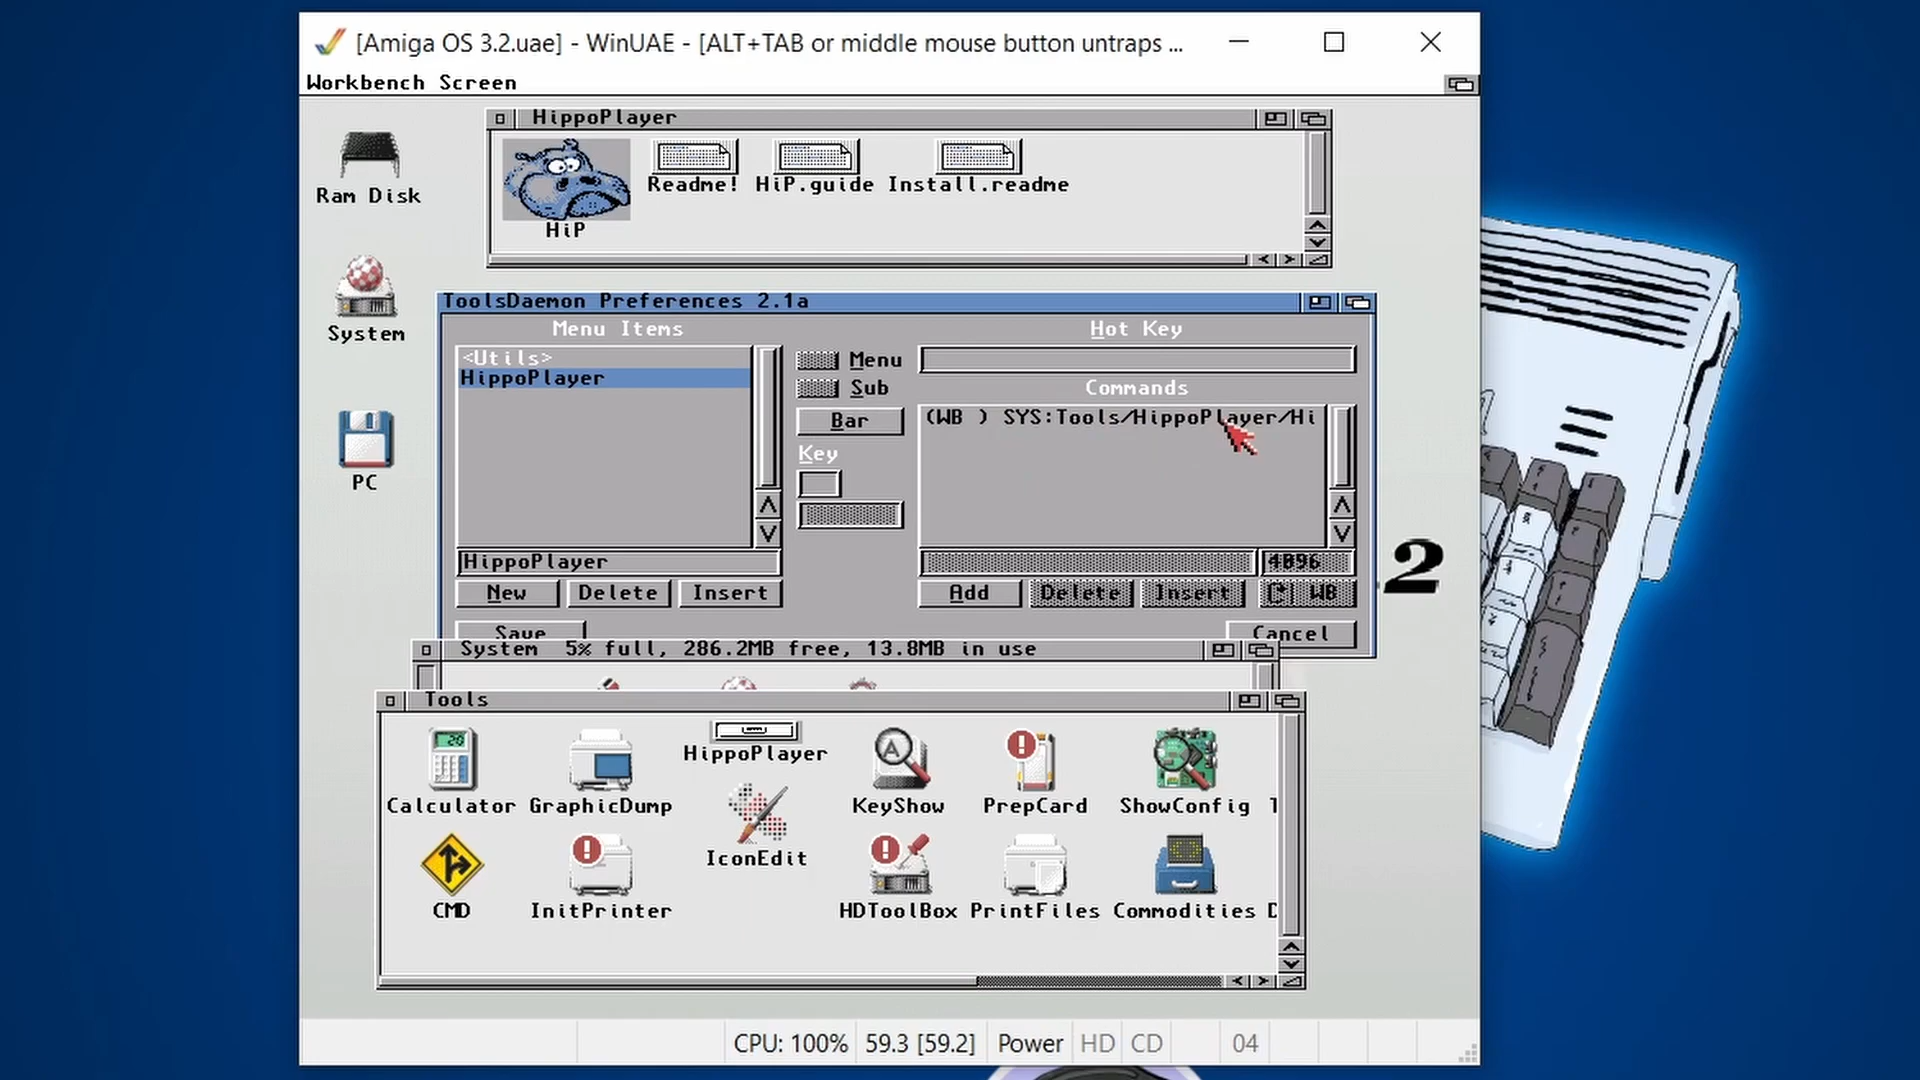 [Amiga OS 3.2.uae] - WinUAE - [ALT+TAB or middle mouse button untraps ...
Workbench Screen
HippoPlayer
Ram Disk
Readme!
HiP.guide
Install.readme
HiP
System
PC
ToolsDaemon Preferences 2.1a
Menu Items
Hot Key
<Utils>
HippoPlayer
Menu
Sub
Bar
Key
Commands
(WB ) SYS:Tools/HippoPlayer/Hi
HippoPlayer
4096
New
Delete
Insert
Add
Delete
Insert
WB
Save
Cancel
2
System 5% full, 286.2MB free, 13.8MB in use
Tools
Calculator
GraphicDump
HippoPlayer
KeyShow
PrepCard
ShowConfig
T
CMD
InitPrinter
IconEdit
HDToolBox
PrintFiles
Commodities
D
CPU: 100%
59.3 [59.2]
Power
HD
CD
04